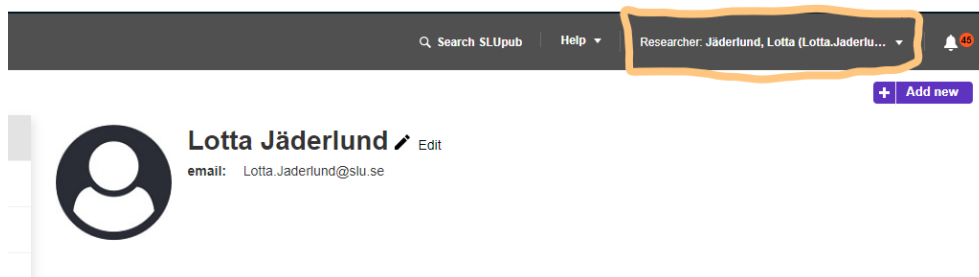 Search SLUpub Help Researcher: Jäderlund, Lotta (Lotta.Jaderlu... 45
+ Add new
Lotta Jäderlund Edit
email: Lotta.Jaderlund@slu.se